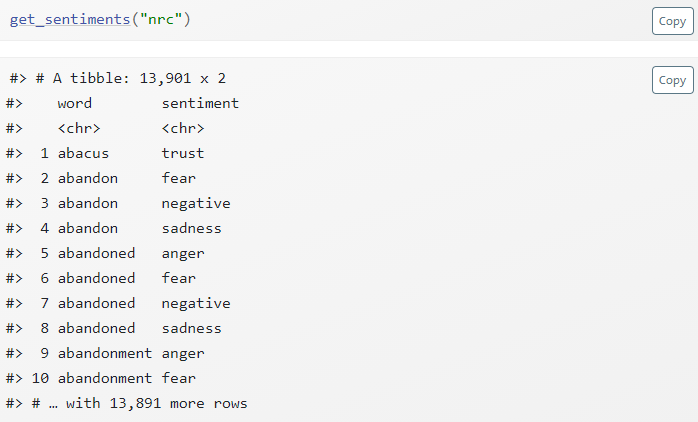 get_sentiments("nrc")
Copy
#> # A tibble: 13,901 x 2
Copy
#>    word        sentiment
#>    <chr>       <chr>
#>  1 abacus      trust
#>  2 abandon     fear
#>  3 abandon     negative
#>  4 abandon     sadness
#>  5 abandoned   anger
#>  6 abandoned   fear
#>  7 abandoned   negative
#>  8 abandoned   sadness
#>  9 abandonment anger
#> 10 abandonment fear
#> # … with 13,891 more rows